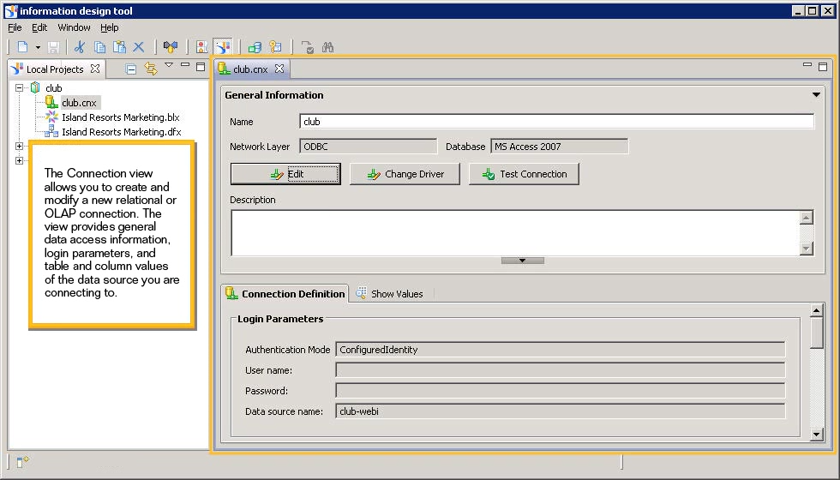 information design tool
File Edit Window Help
Local Projects
club
club.cnx
Island Resorts Marketing.blx
Island Resorts Marketing.dfx
The Connection view
allows you to create and
modify a new relational or
OLAP connection. The
view provides general
data access information,
login parameters, and
table and column values
of the data source you are
connecting to.
club.cnx
General Information
Name club
Network Layer ODBC Database MS Access 2007
Edit Change Driver Test Connection
Description
Connection Definition Show Values
Login Parameters
Authentication Mode ConfiguredIdentity
User name:
Password:
Data source name: club-webi